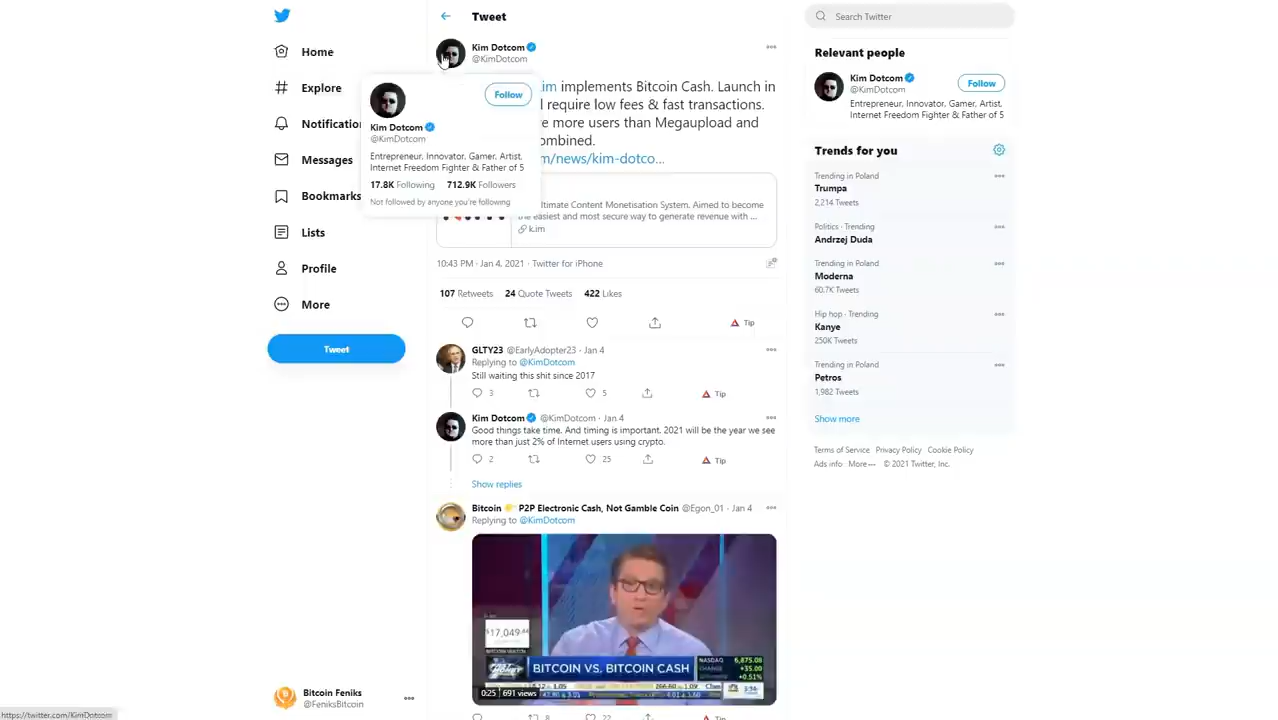 Tweet
Search Twitter
Home
Explore
Notification
Messages
Bookmarks
Lists
Profile
More
Tweet
Bitcoin Feniks
@FeniksBitcoin
https://twitter.com/KimDotcom
Kim Dotcom
@KimDotcom
Follow
Kim Dotcom
@KimDotcom
Entrepreneur, Innovator, Gamer, Artist,
Internet Freedom Fighter & Father of 5
17.8K Following 712.9K Followers
Not followed by anyone you're following
im implements Bitcoin Cash. Launch in
require low fees & fast transactions.
more users than Megaupload and
ombined.
m/news/kim-dotco...
ltimate Content Monetisation System. Aimed to become
the easiest and most secure way to generate revenue with ...
k.im
10:43 PM · Jan 4, 2021 · Twitter for iPhone
107 Retweets 24 Quote Tweets 422 Likes
Tip
GLTY23 @EarlyAdopter23 · Jan 4
Replying to @KimDotcom
Still waiting this shit since 2017
3 5 Tip
Kim Dotcom @KimDotcom · Jan 4
Good things take time. And timing is important. 2021 will be the year we see
more than just 2% of Internet users using crypto.
2 25 Tip
Show replies
Bitcoin P2P Electronic Cash, Not Gamble Coin @Egon_01 · Jan 4
Replying to @KimDotcom
$17,049.44
BITCOIN VS. BITCOIN CASH
NASDAQ 6,875.08
CHANGE +35.00
+0.51%
0:25 691 views
8 22 Tip
Relevant people
Kim Dotcom
@KimDotcom
Follow
Entrepreneur, Innovator, Gamer, Artist,
Internet Freedom Fighter & Father of 5
Trends for you
Trending in Poland
Trumpa
2,214 Tweets
Politics · Trending
Andrzej Duda
Trending in Poland
Moderna
60.7K Tweets
Hip hop · Trending
Kanye
250K Tweets
Trending in Poland
Petros
1,982 Tweets
Show more
Terms of Service Privacy Policy Cookie Policy
Ads info More © 2021 Twitter, Inc.